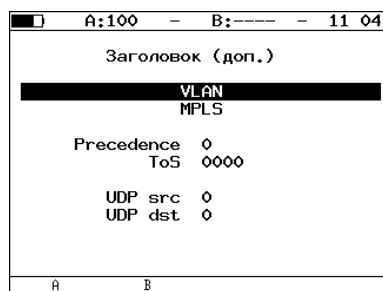 A:100 – B:---- – 11 04
Заголовок (доп.)
VLAN
MPLS
Precedence 0
ToS 0000
UDP src 0
UDP dst 0
A B